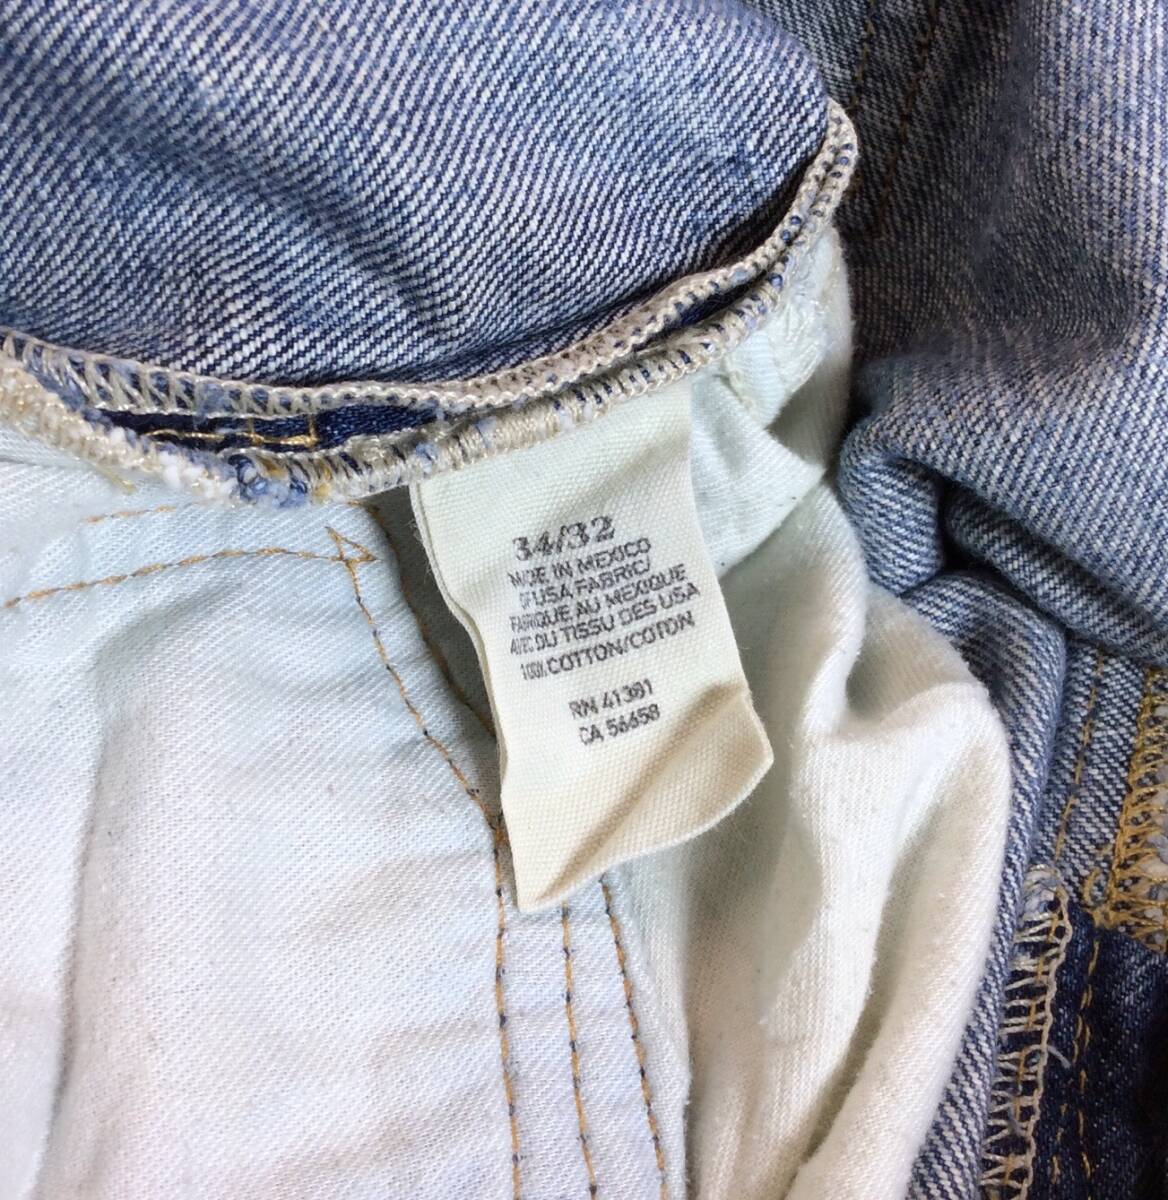 34/32
MADE IN MEXICO
OF USA FABRIC/
FABRIQUE AU MEXIQUE
AVEC DU TISSU DES USA
100% COTTON/COTON
RN 41381
CA 56658